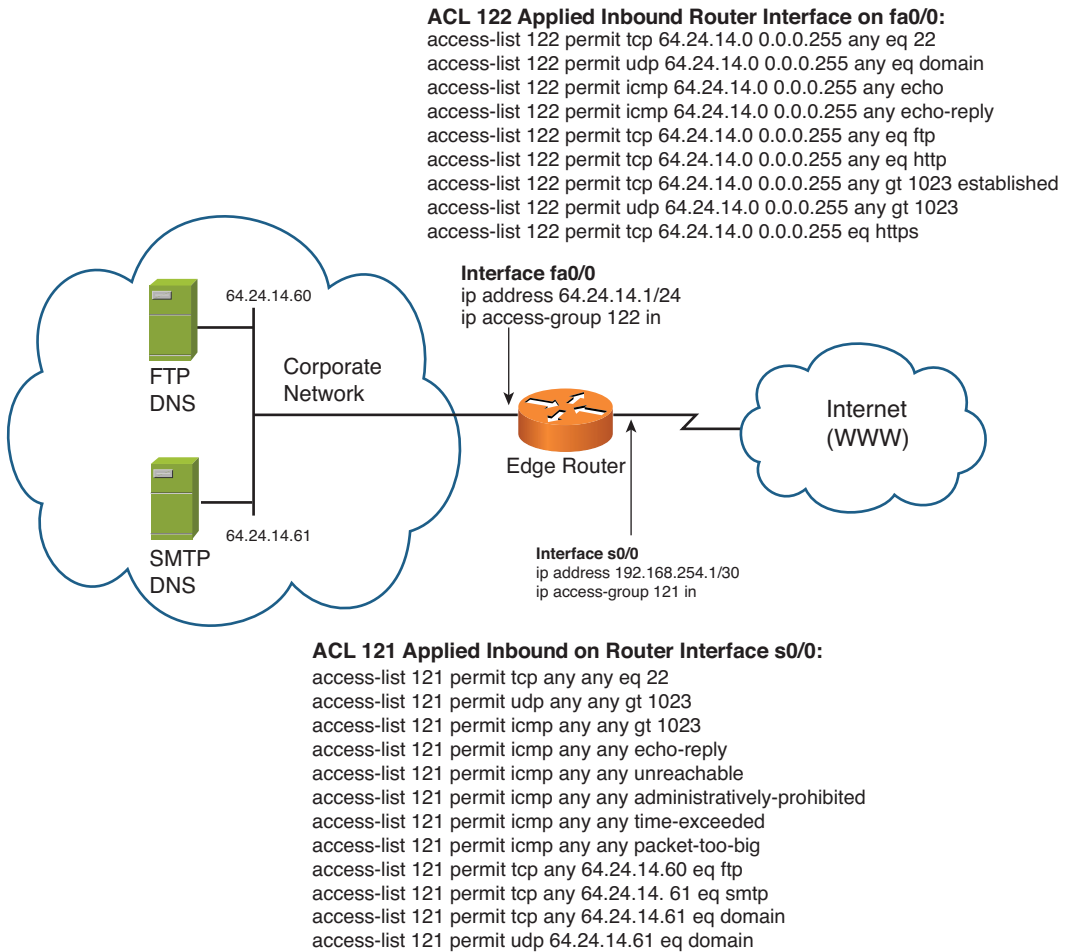 ACL 122 Applied Inbound Router Interface on fa0/0:
access-list 122 permit tcp 64.24.14.0 0.0.0.255 any eq 22
access-list 122 permit udp 64.24.14.0 0.0.0.255 any eq domain
access-list 122 permit icmp 64.24.14.0 0.0.0.255 any echo
access-list 122 permit icmp 64.24.14.0 0.0.0.255 any echo-reply
access-list 122 permit tcp 64.24.14.0 0.0.0.255 any eq ftp
access-list 122 permit tcp 64.24.14.0 0.0.0.255 any eq http
access-list 122 permit tcp 64.24.14.0 0.0.0.255 any gt 1023 established
access-list 122 permit udp 64.24.14.0 0.0.0.255 any gt 1023
access-list 122 permit tcp 64.24.14.0 0.0.0.255 eq https
Interface fa0/0
ip address 64.24.14.1/24
ip access-group 122 in
64.24.14.60
FTP
DNS
Corporate
Network
Edge Router
Internet
(WWW)
64.24.14.61
SMTP
DNS
Interface s0/0
ip address 192.168.254.1/30
ip access-group 121 in
ACL 121 Applied Inbound on Router Interface s0/0:
access-list 121 permit tcp any any eq 22
access-list 121 permit udp any any gt 1023
access-list 121 permit icmp any any gt 1023
access-list 121 permit icmp any any echo-reply
access-list 121 permit icmp any any unreachable
access-list 121 permit icmp any any administratively-prohibited
access-list 121 permit icmp any any time-exceeded
access-list 121 permit icmp any any packet-too-big
access-list 121 permit tcp any 64.24.14.60 eq ftp
access-list 121 permit tcp any 64.24.14. 61 eq smtp
access-list 121 permit tcp any 64.24.14.61 eq domain
access-list 121 permit udp 64.24.14.61 eq domain